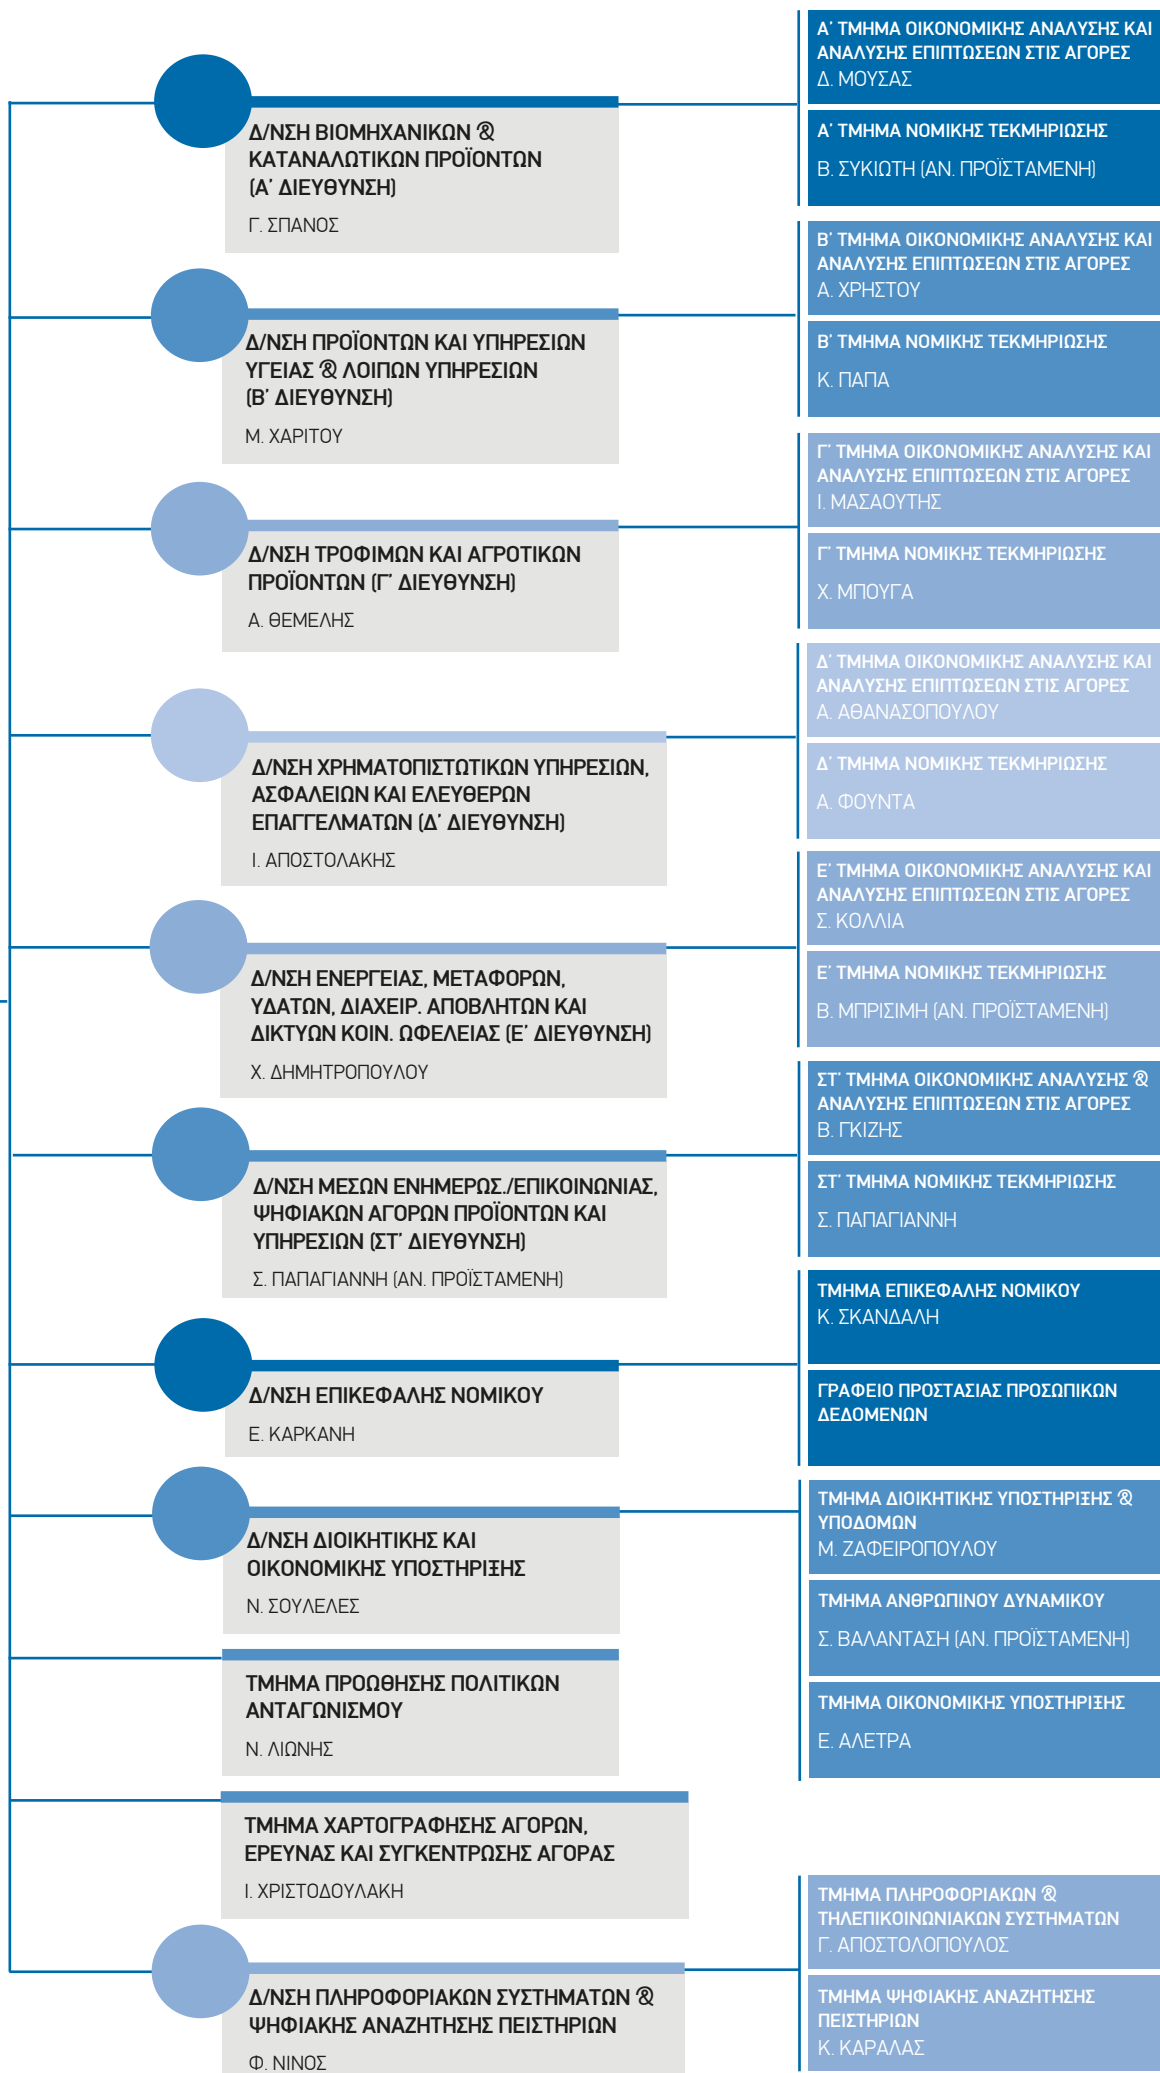 Δ/ΝΣΗ ΒΙΟΜΗΧΑΝΙΚΩΝ &
ΚΑΤΑΝΑΛΩΤΙΚΩΝ ΠΡΟΪΟΝΤΩΝ
(Α' ΔΙΕΥΘΥΝΣΗ)
Γ. ΣΠΑΝΟΣ
Α' ΤΜΗΜΑ ΟΙΚΟΝΟΜΙΚΗΣ ΑΝΑΛΥΣΗΣ ΚΑΙ
ΑΝΑΛΥΣΗΣ ΕΠΙΠΤΩΣΕΩΝ ΣΤΙΣ ΑΓΟΡΕΣ
Δ. ΜΟΥΣΑΣ
Α' ΤΜΗΜΑ ΝΟΜΙΚΗΣ ΤΕΚΜΗΡΙΩΣΗΣ
Β. ΣΥΚΙΩΤΗ (ΑΝ. ΠΡΟΪΣΤΑΜΕΝΗ)
Δ/ΝΣΗ ΠΡΟΪΟΝΤΩΝ ΚΑΙ ΥΠΗΡΕΣΙΩΝ
ΥΓΕΙΑΣ & ΛΟΙΠΩΝ ΥΠΗΡΕΣΙΩΝ
(Β' ΔΙΕΥΘΥΝΣΗ)
Μ. ΧΑΡΙΤΟΥ
Β' ΤΜΗΜΑ ΟΙΚΟΝΟΜΙΚΗΣ ΑΝΑΛΥΣΗΣ ΚΑΙ
ΑΝΑΛΥΣΗΣ ΕΠΙΠΤΩΣΕΩΝ ΣΤΙΣ ΑΓΟΡΕΣ
Α. ΧΡΗΣΤΟΥ
Β' ΤΜΗΜΑ ΝΟΜΙΚΗΣ ΤΕΚΜΗΡΙΩΣΗΣ
Κ. ΠΑΠΑ
Δ/ΝΣΗ ΤΡΟΦΙΜΩΝ ΚΑΙ ΑΓΡΟΤΙΚΩΝ
ΠΡΟΪΟΝΤΩΝ (Γ' ΔΙΕΥΘΥΝΣΗ)
Α. ΘΕΜΕΛΗΣ
Γ' ΤΜΗΜΑ ΟΙΚΟΝΟΜΙΚΗΣ ΑΝΑΛΥΣΗΣ ΚΑΙ
ΑΝΑΛΥΣΗΣ ΕΠΙΠΤΩΣΕΩΝ ΣΤΙΣ ΑΓΟΡΕΣ
Ι. ΜΑΣΑΟΥΤΗΣ
Γ' ΤΜΗΜΑ ΝΟΜΙΚΗΣ ΤΕΚΜΗΡΙΩΣΗΣ
Χ. ΜΠΟΥΓΑ
Δ/ΝΣΗ ΧΡΗΜΑΤΟΠΙΣΤΩΤΙΚΩΝ ΥΠΗΡΕΣΙΩΝ,
ΑΣΦΑΛΕΙΩΝ ΚΑΙ ΕΛΕΥΘΕΡΩΝ
ΕΠΑΓΓΕΛΜΑΤΩΝ (Δ' ΔΙΕΥΘΥΝΣΗ)
Ι. ΑΠΟΣΤΟΛΑΚΗΣ
Δ' ΤΜΗΜΑ ΟΙΚΟΝΟΜΙΚΗΣ ΑΝΑΛΥΣΗΣ ΚΑΙ
ΑΝΑΛΥΣΗΣ ΕΠΙΠΤΩΣΕΩΝ ΣΤΙΣ ΑΓΟΡΕΣ
Α. ΑΘΑΝΑΣΟΠΟΥΛΟΥ
Δ' ΤΜΗΜΑ ΝΟΜΙΚΗΣ ΤΕΚΜΗΡΙΩΣΗΣ
Α. ΦΟΥΝΤΑ
Δ/ΝΣΗ ΕΝΕΡΓΕΙΑΣ, ΜΕΤΑΦΟΡΩΝ,
ΥΔΑΤΩΝ, ΔΙΑΧΕΙΡ. ΑΠΟΒΛΗΤΩΝ ΚΑΙ
ΔΙΚΤΥΩΝ ΚΟΙΝ. ΩΦΕΛΕΙΑΣ (Ε' ΔΙΕΥΘΥΝΣΗ)
Χ. ΔΗΜΗΤΡΟΠΟΥΛΟΥ
Ε' ΤΜΗΜΑ ΟΙΚΟΝΟΜΙΚΗΣ ΑΝΑΛΥΣΗΣ ΚΑΙ
ΑΝΑΛΥΣΗΣ ΕΠΙΠΤΩΣΕΩΝ ΣΤΙΣ ΑΓΟΡΕΣ
Σ. ΚΟΛΛΙΑ
Ε' ΤΜΗΜΑ ΝΟΜΙΚΗΣ ΤΕΚΜΗΡΙΩΣΗΣ
Β. ΜΠΡΙΣΙΜΗ (ΑΝ. ΠΡΟΪΣΤΑΜΕΝΗ)
Δ/ΝΣΗ ΜΕΣΩΝ ΕΝΗΜΕΡΩΣ./ΕΠΙΚΟΙΝΩΝΙΑΣ,
ΨΗΦΙΑΚΩΝ ΑΓΟΡΩΝ ΠΡΟΪΟΝΤΩΝ ΚΑΙ
ΥΠΗΡΕΣΙΩΝ (ΣΤ' ΔΙΕΥΘΥΝΣΗ)
Σ. ΠΑΠΑΓΙΑΝΝΗ (ΑΝ. ΠΡΟΪΣΤΑΜΕΝΗ)
ΣΤ' ΤΜΗΜΑ ΟΙΚΟΝΟΜΙΚΗΣ ΑΝΑΛΥΣΗΣ &
ΑΝΑΛΥΣΗΣ ΕΠΙΠΤΩΣΕΩΝ ΣΤΙΣ ΑΓΟΡΕΣ
Β. ΓΚΙΖΗΣ
ΣΤ' ΤΜΗΜΑ ΝΟΜΙΚΗΣ ΤΕΚΜΗΡΙΩΣΗΣ
Σ. ΠΑΠΑΓΙΑΝΝΗ
Δ/ΝΣΗ ΕΠΙΚΕΦΑΛΗΣ ΝΟΜΙΚΟΥ
Ε. ΚΑΡΚΑΝΗ
ΤΜΗΜΑ ΕΠΙΚΕΦΑΛΗΣ ΝΟΜΙΚΟΥ
Κ. ΣΚΑΝΔΑΛΗ
ΓΡΑΦΕΙΟ ΠΡΟΣΤΑΣΙΑΣ ΠΡΟΣΩΠΙΚΩΝ
ΔΕΔΟΜΕΝΩΝ
Δ/ΝΣΗ ΔΙΟΙΚΗΤΙΚΗΣ ΚΑΙ
ΟΙΚΟΝΟΜΙΚΗΣ ΥΠΟΣΤΗΡΙΞΗΣ
Ν. ΣΟΥΛΕΛΕΣ
ΤΜΗΜΑ ΔΙΟΙΚΗΤΙΚΗΣ ΥΠΟΣΤΗΡΙΞΗΣ &
ΥΠΟΔΟΜΩΝ
Μ. ΖΑΦΕΙΡΟΠΟΥΛΟΥ
ΤΜΗΜΑ ΑΝΘΡΩΠΙΝΟΥ ΔΥΝΑΜΙΚΟΥ
Σ. ΒΑΛΑΝΤΑΣΗ (ΑΝ. ΠΡΟΪΣΤΑΜΕΝΗ)
ΤΜΗΜΑ ΟΙΚΟΝΟΜΙΚΗΣ ΥΠΟΣΤΗΡΙΞΗΣ
Ε. ΑΛΕΤΡΑ
ΤΜΗΜΑ ΠΡΟΩΘΗΣΗΣ ΠΟΛΙΤΙΚΩΝ
ΑΝΤΑΓΩΝΙΣΜΟΥ
Ν. ΛΙΩΝΗΣ
ΤΜΗΜΑ ΧΑΡΤΟΓΡΑΦΗΣΗΣ ΑΓΟΡΩΝ,
ΕΡΕΥΝΑΣ ΚΑΙ ΣΥΓΚΕΝΤΡΩΣΗΣ ΑΓΟΡΑΣ
Ι. ΧΡΙΣΤΟΔΟΥΛΑΚΗ
Δ/ΝΣΗ ΠΛΗΡΟΦΟΡΙΑΚΩΝ ΣΥΣΤΗΜΑΤΩΝ &
ΨΗΦΙΑΚΗΣ ΑΝΑΖΗΤΗΣΗΣ ΠΕΙΣΤΗΡΙΩΝ
Φ. ΝΙΝΟΣ
ΤΜΗΜΑ ΠΛΗΡΟΦΟΡΙΑΚΩΝ &
ΤΗΛΕΠΙΚΟΙΝΩΝΙΑΚΩΝ ΣΥΣΤΗΜΑΤΩΝ
Γ. ΑΠΟΣΤΟΛΟΠΟΥΛΟΣ
ΤΜΗΜΑ ΨΗΦΙΑΚΗΣ ΑΝΑΖΗΤΗΣΗΣ
ΠΕΙΣΤΗΡΙΩΝ
Κ. ΚΑΡΑΛΑΣ